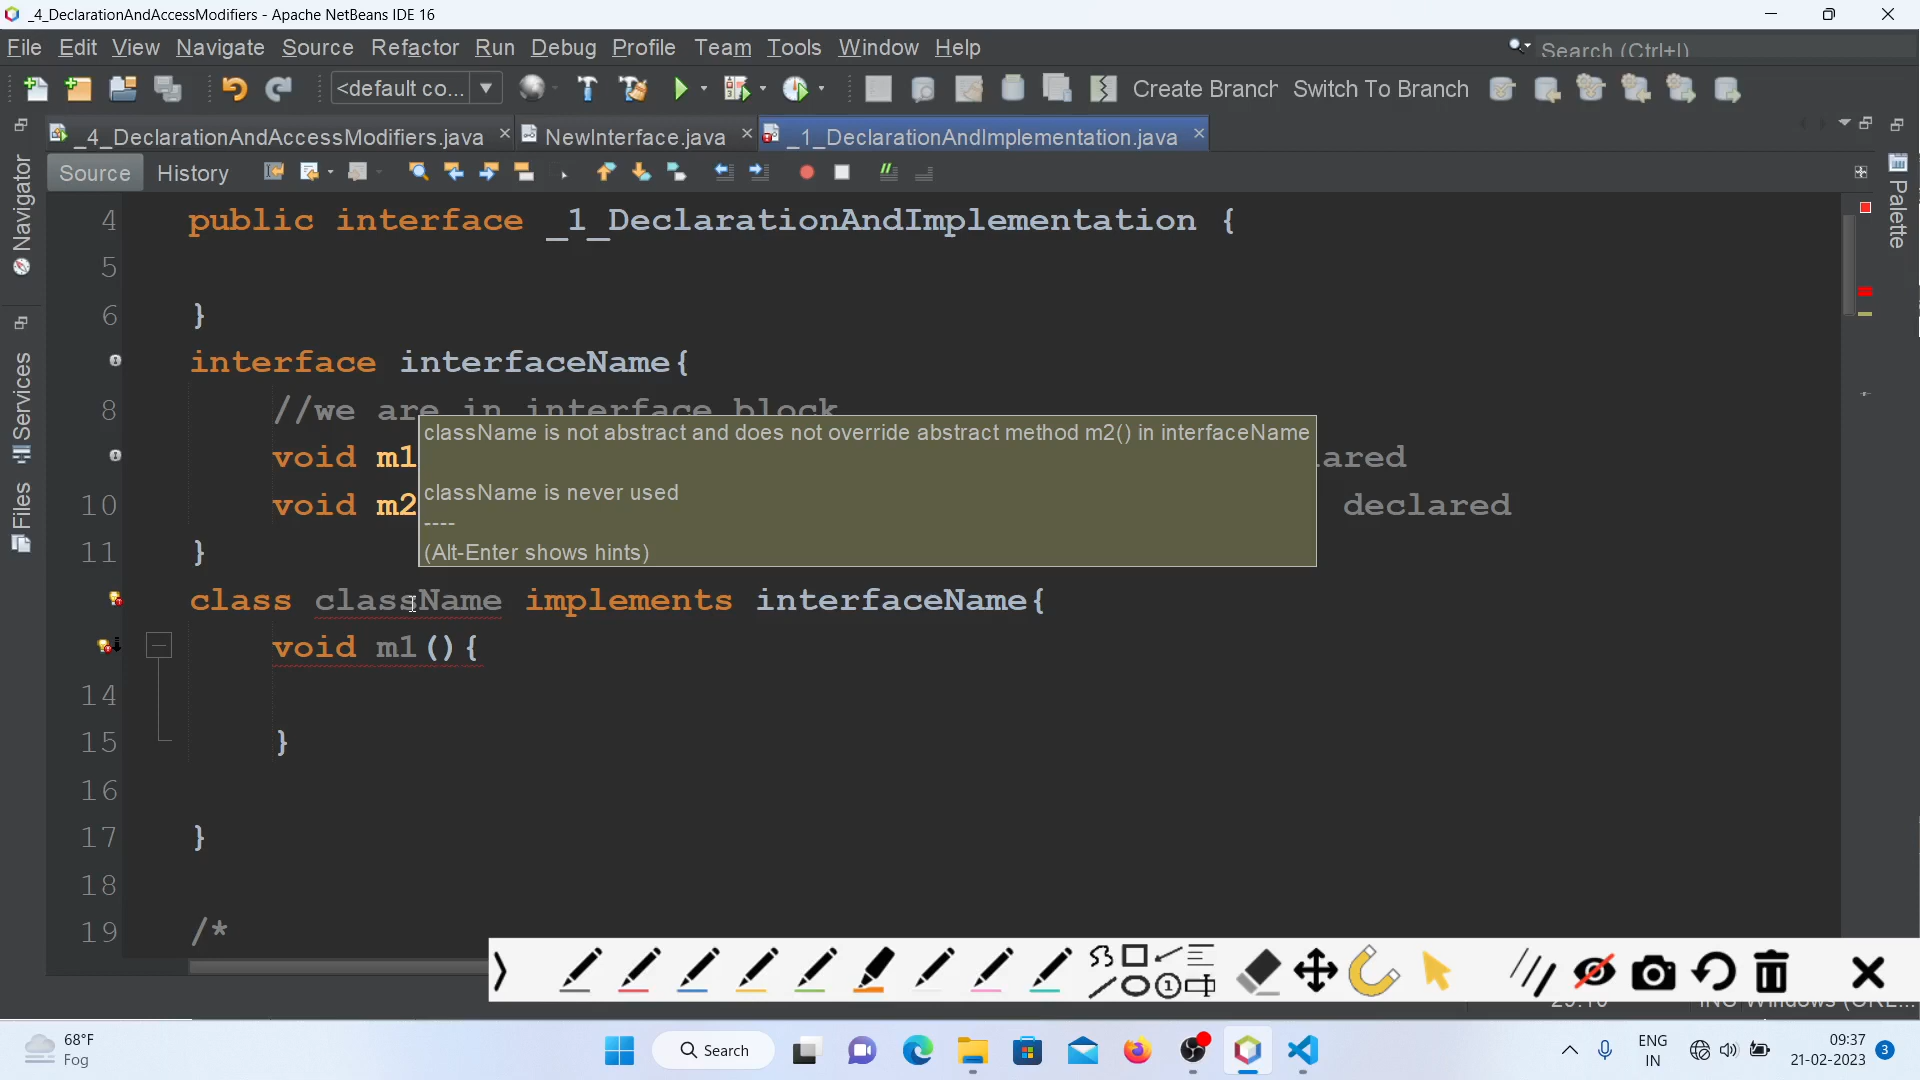 _4_DeclarationAndAccessModifiers - Apache NetBeans IDE 16
File Edit View Navigate Source Refactor Run Debug Profile Team Tools Window Help
Search (Ctrl+I)
<default co...
Create Branch Switch To Branch
_4_DeclarationAndAccessModifiers.java NewInterface.java _1_DeclarationAndImplementation.java
Source History
Navigator
Services
Files
Palette
4 public interface _1_DeclarationAndImplementation {
5
6 }
interface interfaceName{
8 //we are in interface block
void m1 ared
10 void m2 declared
11 }
className is not abstract and does not override abstract method m2() in interfaceName
className is never used
----
(Alt-Enter shows hints)
class className implements interfaceName{
void m1(){
14
15 }
16
17 }
18
19 /*
68°F
Fog
Search
ENG
IN
09:37
21-02-2023
3